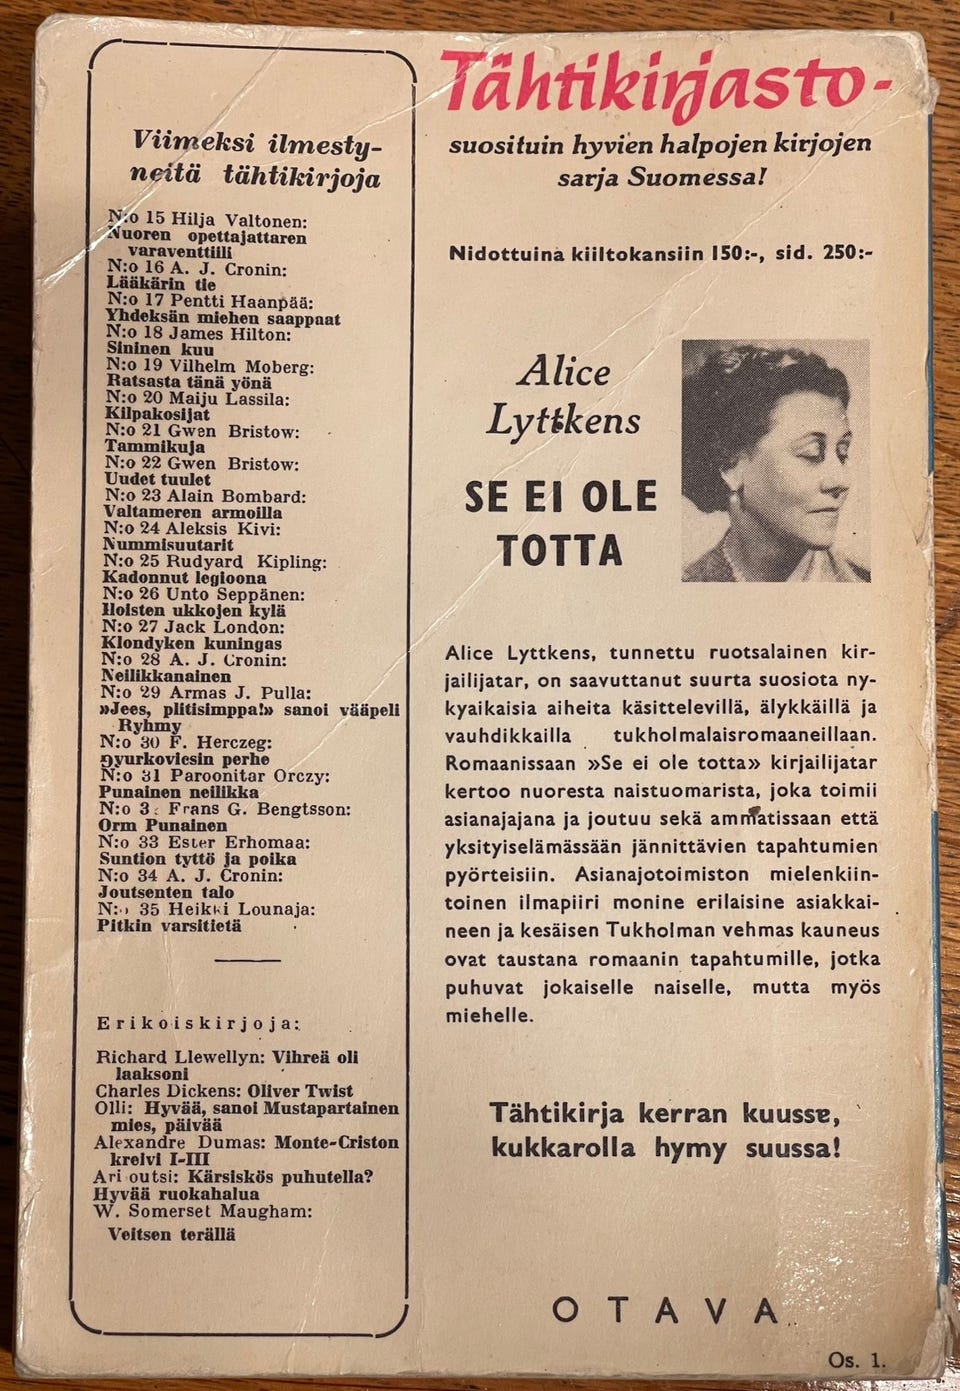 Viimeksi ilmesty-
neitä tähtikirjoja
N:o 15 Hilja Valtonen:
Nuoren opettajattaren
varaventtiili
N:o 16 A. J. Cronin:
Lääkärin tie
N:o 17 Pentti Haanpää:
Yhdeksän miehen saappaat
N:o 18 James Hilton:
Sininen kuu
N:o 19 Vilhelm Moberg:
Ratsasta tänä yönä
N:o 20 Maiju Lassila:
Kilpakosijat
N:o 21 Gwen Bristow:
Tammikuja
N:o 22 Gwen Bristow:
Uudet tuulet
N:o 23 Alain Bombard:
Valtameren armoilla
N:o 24 Aleksis Kivi:
Nummisuutarit
N:o 25 Rudyard Kipling:
Kadonnut legioona
N:o 26 Unto Seppänen:
Iloisten ukkojen kylä
N:o 27 Jack London:
Klondyken kuningas
N:o 28 A. J. Cronin:
Neilikkanainen
N:o 29 Armas J. Pulla:
»Jees, plitisimppa!» sanoi vääpeli
Ryhmy
N:o 30 F. Herczeg:
Gyurkovicsin perhe
N:o 31 Paroonitar Orczy:
Punainen neilikka
N:o 3 Frans G. Bengtsson:
Orm Punainen
N:o 33 Ester Erhomaa:
Suntion tyttö ja poika
N:o 34 A. J. Cronin:
Joutsenten talo
N:o 35 Heikki Lounaja:
Pitkin varsitietä
Erikoiskirjoja:
Richard Llewellyn: Vihreä oli
laaksoni
Charles Dickens: Oliver Twist
Olli: Hyvää, sanoi Mustapartainen
mies, päivää
Alexandre Dumas: Monte-Criston
kreivi I-III
Ari outsi: Kärsiskös puhutella?
Hyvää ruokahalua
W. Somerset Maugham:
Veitsen terällä
Tähtikirjasto-
suosituin hyvien halpojen kirjojen
sarja Suomessa!
Nidottuina kiiltokansiin 150:-, sid. 250:-
Alice
Lyttkens
SE EI OLE
TOTTA
Alice Lyttkens, tunnettu ruotsalainen kir-
jailijatar, on saavuttanut suurta suosiota ny-
kyaikaisia aiheita käsittelevillä, älykkäillä ja
vauhdikkailla tukholmalaisromaaneillaan.
Romaanissaan »Se ei ole totta» kirjailijatar
kertoo nuoresta naistuomarista, joka toimii
asianajajana ja joutuu sekä ammatissaan että
yksityiselämässään jännittävien tapahtumien
pyörteisiin. Asianajotoimiston mielenkiin-
toinen ilmapiiri monine erilaisine asiakkai-
neen ja kesäisen Tukholman vehmas kauneus
ovat taustana romaanin tapahtumille, jotka
puhuvat jokaiselle naiselle, mutta myös
miehelle.
Tähtikirja kerran kuusse,
kukkarolla hymy suussa!
OTAVA
Os. 1.